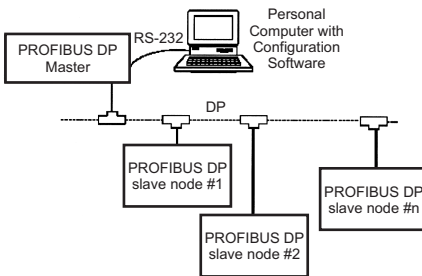 PROFIBUS DP
Master
RS-232
Personal
Computer with
Configuration
Software
DP
PROFIBUS DP
slave node #1
PROFIBUS DP
slave node #2
PROFIBUS DP
slave node #n